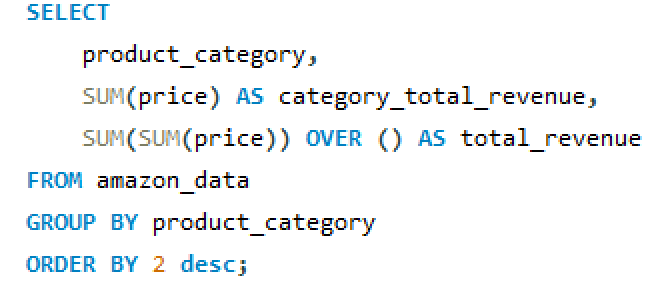 SELECT
product_category,
SUM(price) AS category_total_revenue,
SUM(SUM(price)) OVER () AS total_revenue
FROM amazon_data
GROUP BY product_category
ORDER BY 2 desc;